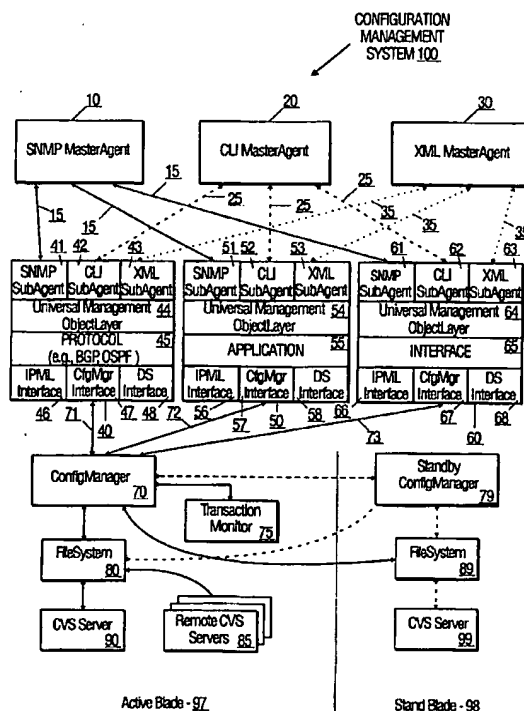 CONFIGURATION
MANAGEMENT
SYSTEM 100
10
20
30
SNMP MasterAgent
CLI MasterAgent
XML MasterAgent
15
15
15
25
25
25
35
35
35
41
42
43
51
52
53
61
62
63
SNMP SubAgent
CLI SubAgent
XML SubAgent
Universal Management ObjectLayer 44
PROTOCOL 45
(e.g., BGP, OSPF )
IPML Interface
CfgMgr Interface
DS Interface
SNMP SubAgent
CLI SubAgent
XML SubAgent
Universal Management ObjectLayer 54
55
APPLICATION
IPML Interface
CfgMgr Interface
DS Interface
SNMP SubAgent
CLI SubAgent
XML SubAgent
Universal Management ObjectLayer 64
INTERFACE 65
IPML Interface
CfgMgr Interface
DS Interface
46
71
40
47
48
72
56
57
50
58
66
73
67
60
68
ConfigManager
70
Standby
ConfigManager
79
Transaction
Monitor 75
FileSystem
80
FileSystem
89
CVS Server
90
Remote CVS
Servers 85
CVS Server
99
Active Blade - 97
Stand Blade - 98